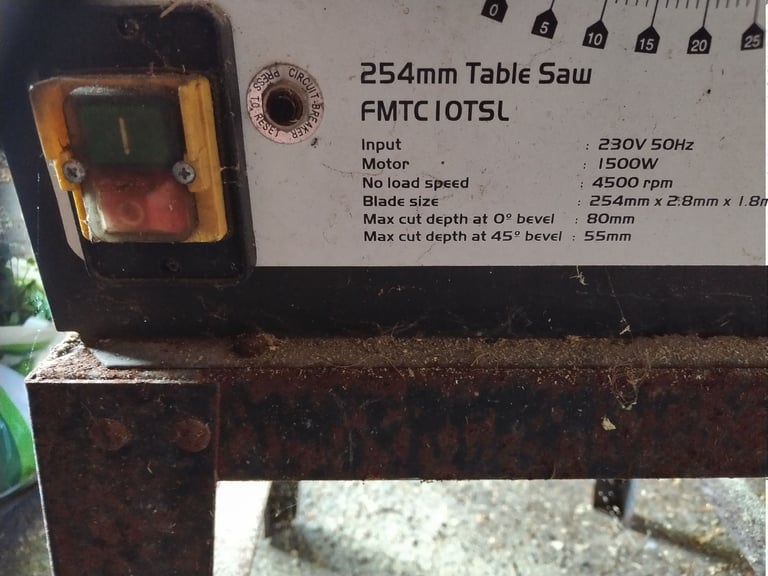 0 5 10 15 20 25
PRESS TO RESET
CIRCUIT-BREAKER
254mm Table Saw
FMTC10TSL
Input : 230V 50Hz
Motor : 1500W
No load speed : 4500 rpm
Blade size : 254mm x 2.8mm x 1.8m
Max cut depth at 0º bevel : 80mm
Max cut depth at 45º bevel : 55mm
I
O